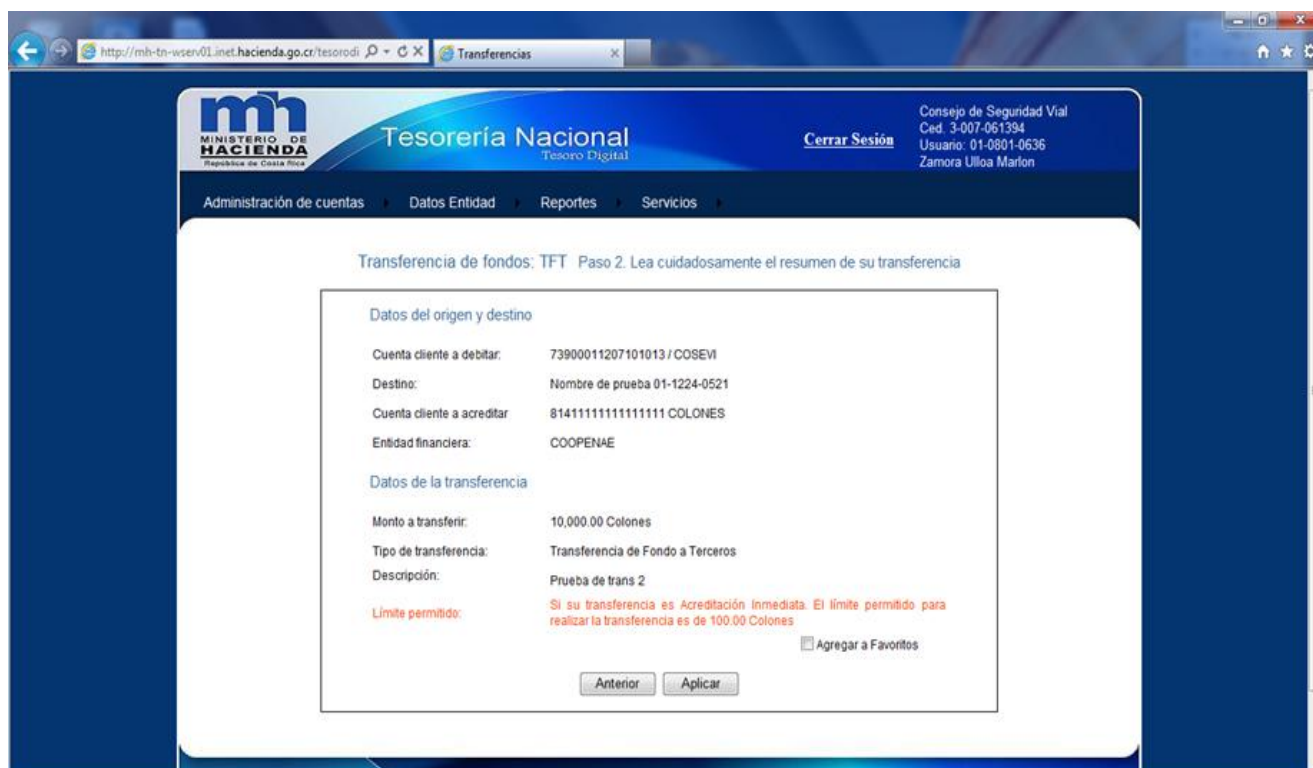 http://mh-tn-wserv01.inet.hacienda.go.cr/tesorodi
Transferencias
mh
MINISTERIO DE
HACIENDA
República de Costa Rica
Tesorería Nacional
Tesoro Digital
Cerrar Sesión
Consejo de Seguridad Vial
Ced. 3-007-061394
Usuario: 01-0801-0636
Zamora Ulloa Marlon
Administración de cuentas Datos Entidad Reportes Servicios
Transferencia de fondos: TFT Paso 2. Lea cuidadosamente el resumen de su transferencia
Datos del origen y destino
Cuenta cliente a debitar: 73900011207101013 / COSEVI
Destino: Nombre de prueba 01-1224-0521
Cuenta cliente a acreditar 81411111111111111 COLONES
Entidad financiera: COOPENAE
Datos de la transferencia
Monto a transferir: 10,000.00 Colones
Tipo de transferencia: Transferencia de Fondo a Terceros
Descripción: Prueba de trans 2
Límite permitido: Si su transferencia es Acreditación Inmediata. El límite permitido para
realizar la transferencia es de 100.00 Colones
Agregar a Favoritos
Anterior Aplicar